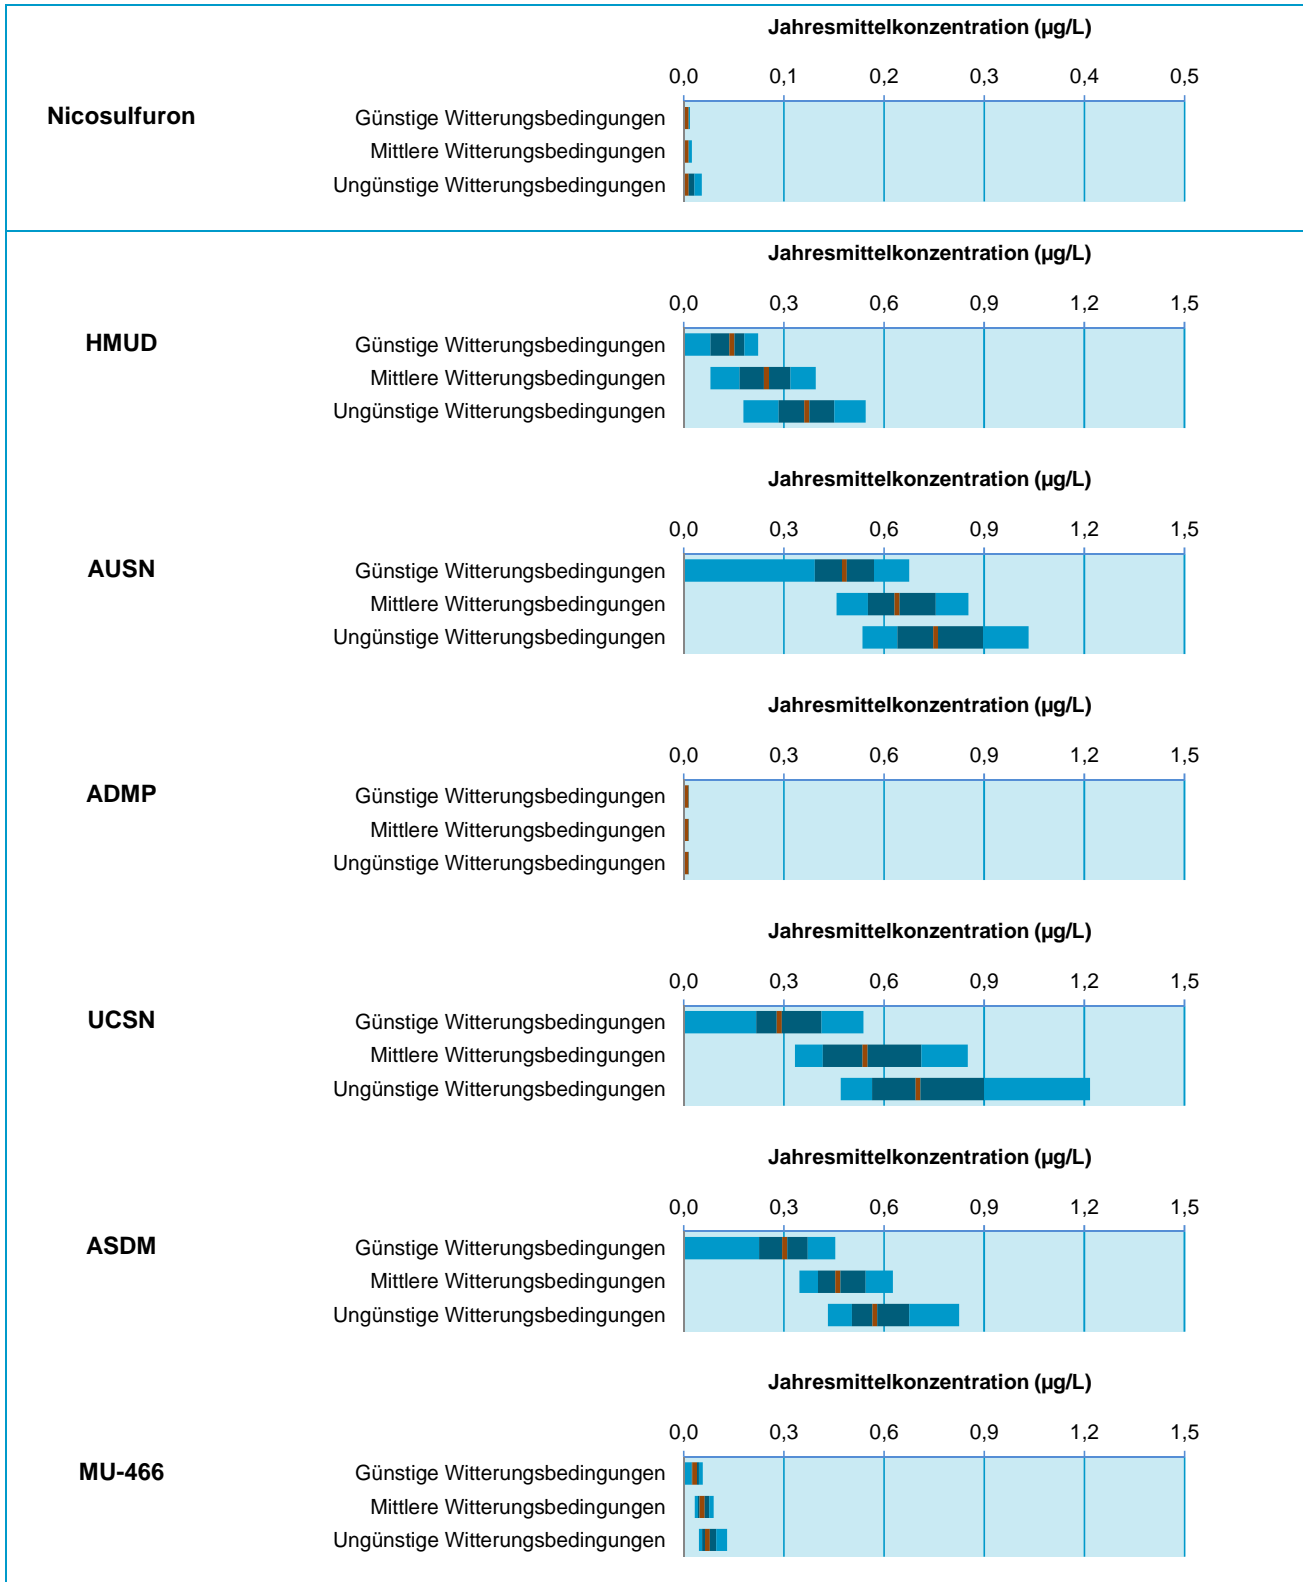 Jahresmittelkonzentration (µg/L)
0,0 0,1 0,2 0,3 0,4 0,5
Nicosulfuron
Günstige Witterungsbedingungen
Mittlere Witterungsbedingungen
Ungünstige Witterungsbedingungen
Jahresmittelkonzentration (µg/L)
0,0 0,3 0,6 0,9 1,2 1,5
HMUD
Günstige Witterungsbedingungen
Mittlere Witterungsbedingungen
Ungünstige Witterungsbedingungen
Jahresmittelkonzentration (µg/L)
0,0 0,3 0,6 0,9 1,2 1,5
AUSN
Günstige Witterungsbedingungen
Mittlere Witterungsbedingungen
Ungünstige Witterungsbedingungen
Jahresmittelkonzentration (µg/L)
0,0 0,3 0,6 0,9 1,2 1,5
ADMP
Günstige Witterungsbedingungen
Mittlere Witterungsbedingungen
Ungünstige Witterungsbedingungen
Jahresmittelkonzentration (µg/L)
0,0 0,3 0,6 0,9 1,2 1,5
UCSN
Günstige Witterungsbedingungen
Mittlere Witterungsbedingungen
Ungünstige Witterungsbedingungen
Jahresmittelkonzentration (µg/L)
0,0 0,3 0,6 0,9 1,2 1,5
ASDM
Günstige Witterungsbedingungen
Mittlere Witterungsbedingungen
Ungünstige Witterungsbedingungen
Jahresmittelkonzentration (µg/L)
0,0 0,3 0,6 0,9 1,2 1,5
MU-466
Günstige Witterungsbedingungen
Mittlere Witterungsbedingungen
Ungünstige Witterungsbedingungen